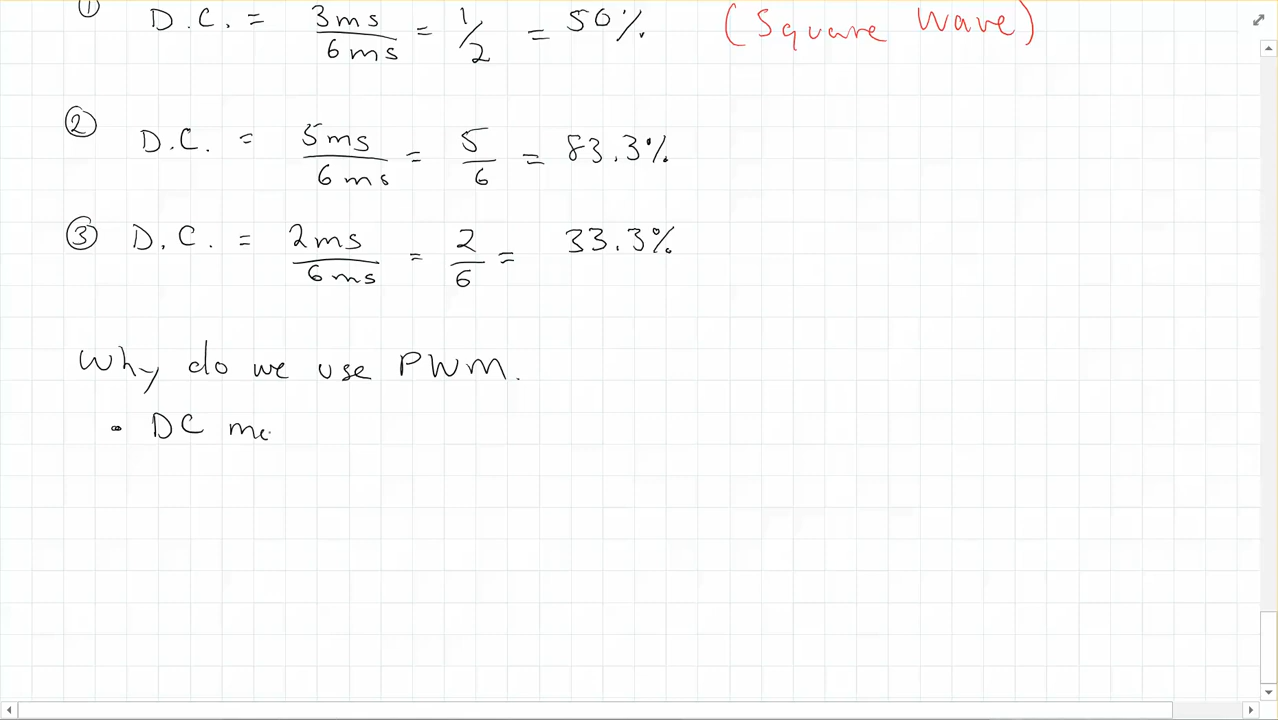 ① D.C. = 3ms/6ms = 1/2 = 50% (Square Wave)
② D.C. = 5ms/6ms = 5/6 = 83.3%
③ D.C. = 2ms/6ms = 2/6 = 33.3%
Why do we use PWM.
• DC mo